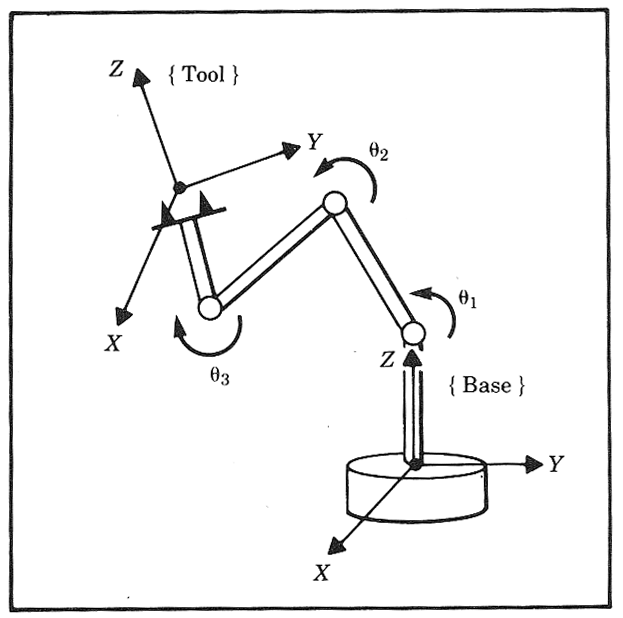 Z { Tool }
Y
θ2
X
θ3
θ1
Z
{ Base }
Y
X